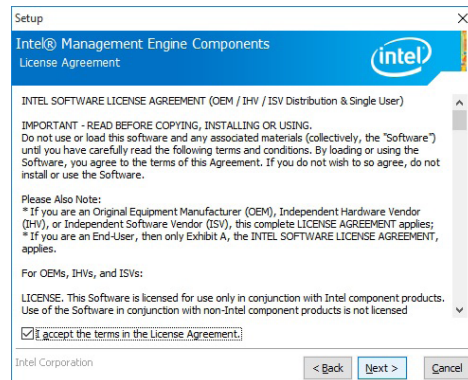 Setup
Intel® Management Engine Components
License Agreement
intel
INTEL SOFTWARE LICENSE AGREEMENT (OEM / IHV / ISV Distribution & Single User)
IMPORTANT - READ BEFORE COPYING, INSTALLING OR USING.
Do not use or load this software and any associated materials (collectively, the "Software")
until you have carefully read the following terms and conditions. By loading or using the
Software, you agree to the terms of this Agreement. If you do not wish to so agree, do not
install or use the Software.
Please Also Note:
* If you are an Original Equipment Manufacturer (OEM), Independent Hardware Vendor
(IHV), or Independent Software Vendor (ISV), this complete LICENSE AGREEMENT applies;
* If you are an End-User, then only Exhibit A, the INTEL SOFTWARE LICENSE AGREEMENT,
applies.
For OEMs, IHVs, and ISVs:
LICENSE. This Software is licensed for use only in conjunction with Intel component products.
Use of the Software in conjunction with non-Intel component products is not licensed
I accept the terms in the License Agreement.
Intel Corporation
< Back
Next >
Cancel